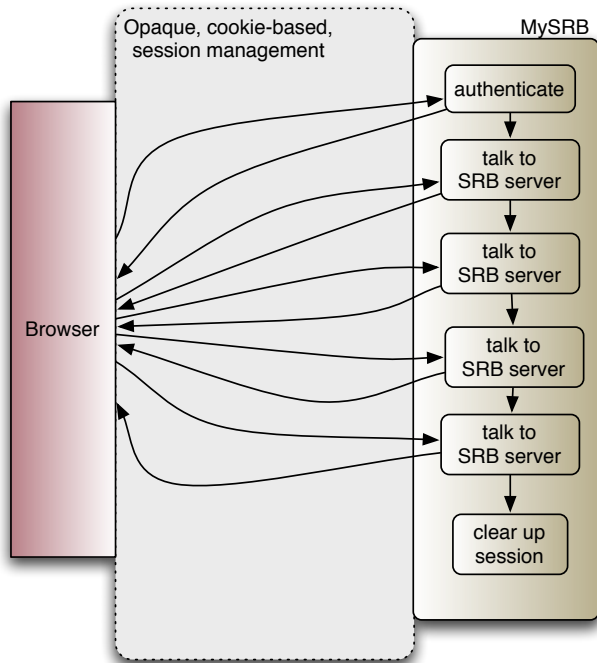 Opaque, cookie-based,
session management
MySRB
authenticate
talk to
SRB server
talk to
SRB server
Browser
talk to
SRB server
talk to
SRB server
clear up
session